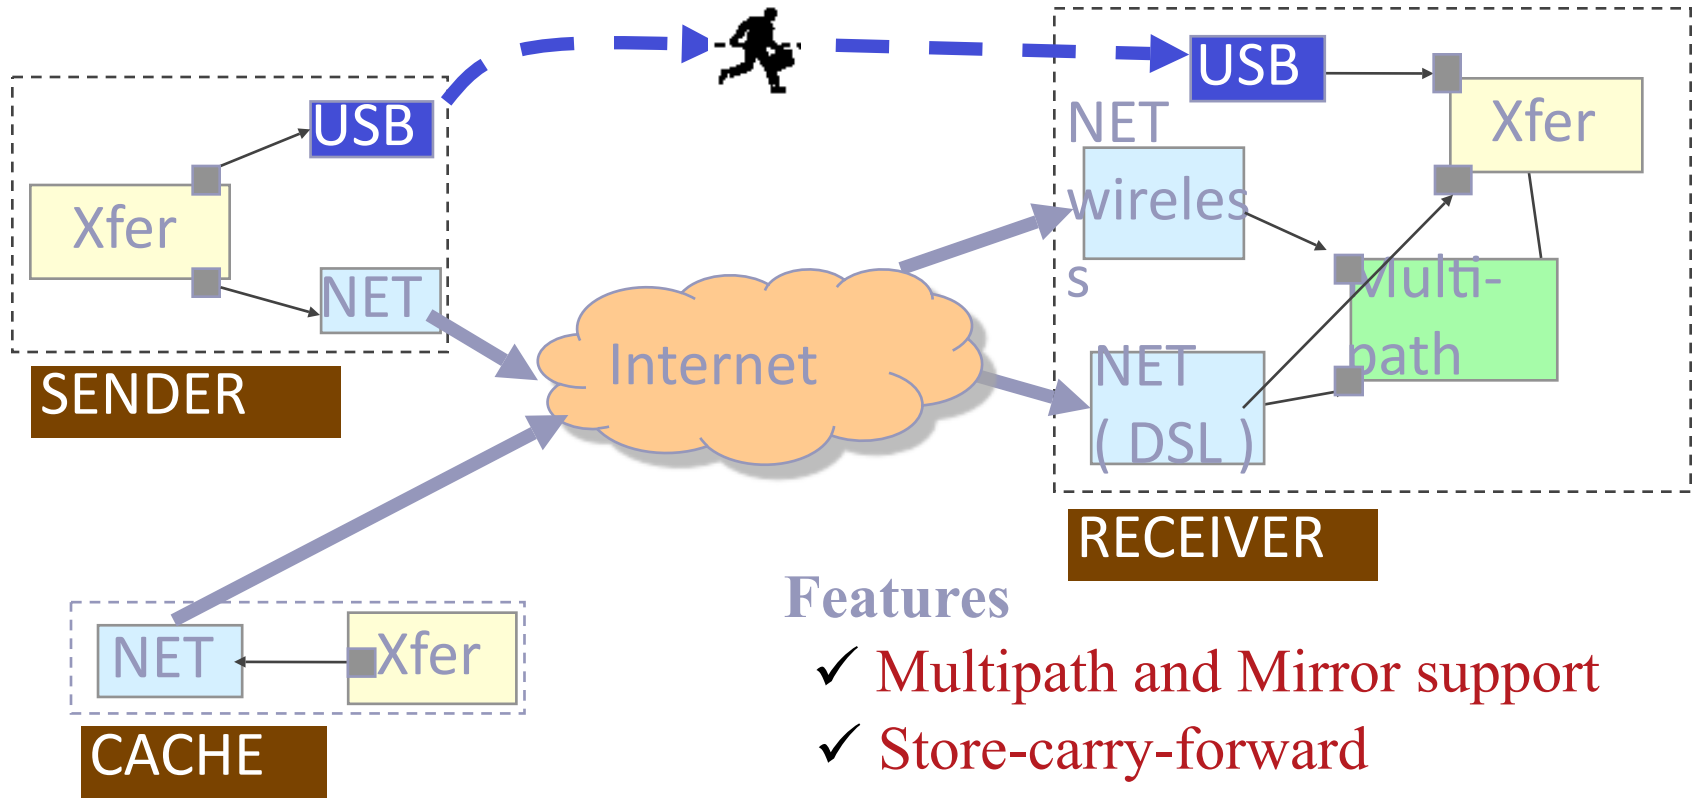 USB
Xfer
NET
SENDER
Internet
USB
NET
wireles
s
Xfer
Multi-
path
NET
( DSL )
RECEIVER
NET
Xfer
CACHE
Features
✓ Multipath and Mirror support
✓ Store-carry-forward